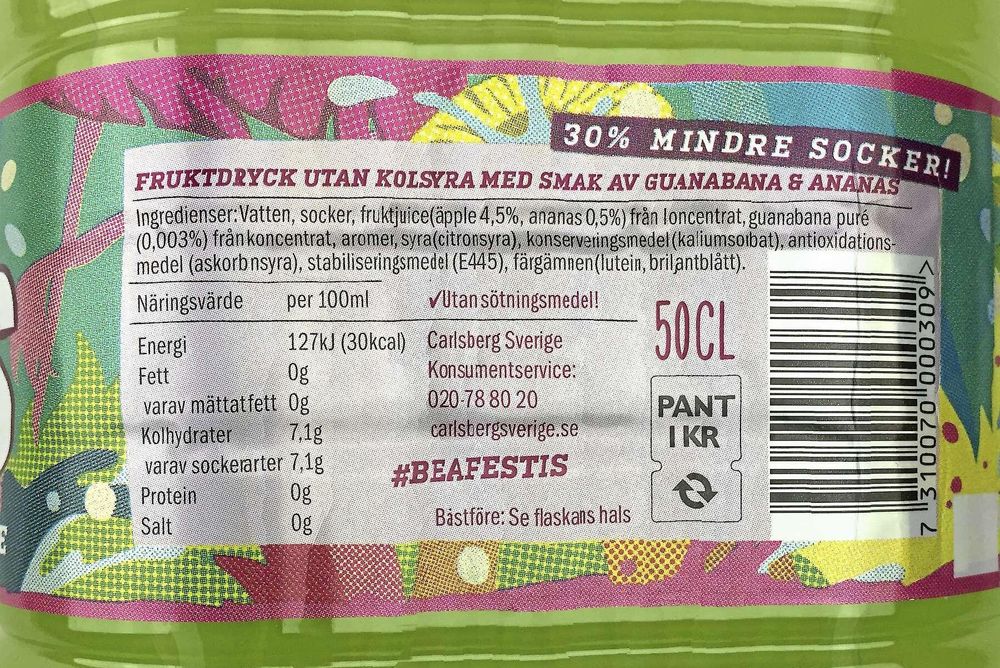 30% MINDRE SOCKER!
FRUKTDRYCK UTAN KOLSYRA MED SMAK AV GUANABANA & ANANAS
Ingredienser: Vatten, socker, fruktjuice(äpple 4,5%, ananas 0,5%) från loncentrat, guanabana puré
(0,003%) från koncentrat, aromer, syra(citronsyra), konserveringsmedel(kaliumsorbat), antioxidations-
medel (askorbnsyra), stabiliseringsmedel (E445), färgämnen(lutein, briljantblått).
Näringsvärde per 100ml
Energi 127kJ (30kcal)
Fett 0g
varav mättat fett 0g
Kolhydrater 7,1g
varav sockerarter 7,1g
Protein 0g
Salt 0g
✓Utan sötningsmedel!
Carlsberg Sverige
Konsumentservice:
020-78 80 20
carlsbergsverige.se
#BEAFESTIS
Bäst före: Se flaskans hals
50CL
PANT
1 KR
7 310070 000309 >